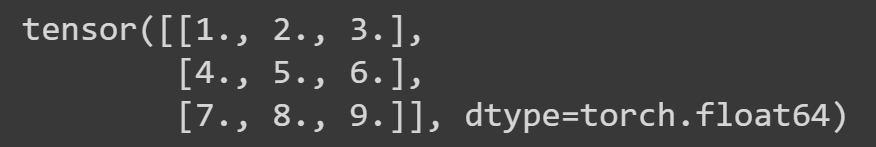 tensor([[1., 2., 3.],
        [4., 5., 6.],
        [7., 8., 9.]], dtype=torch.float64)